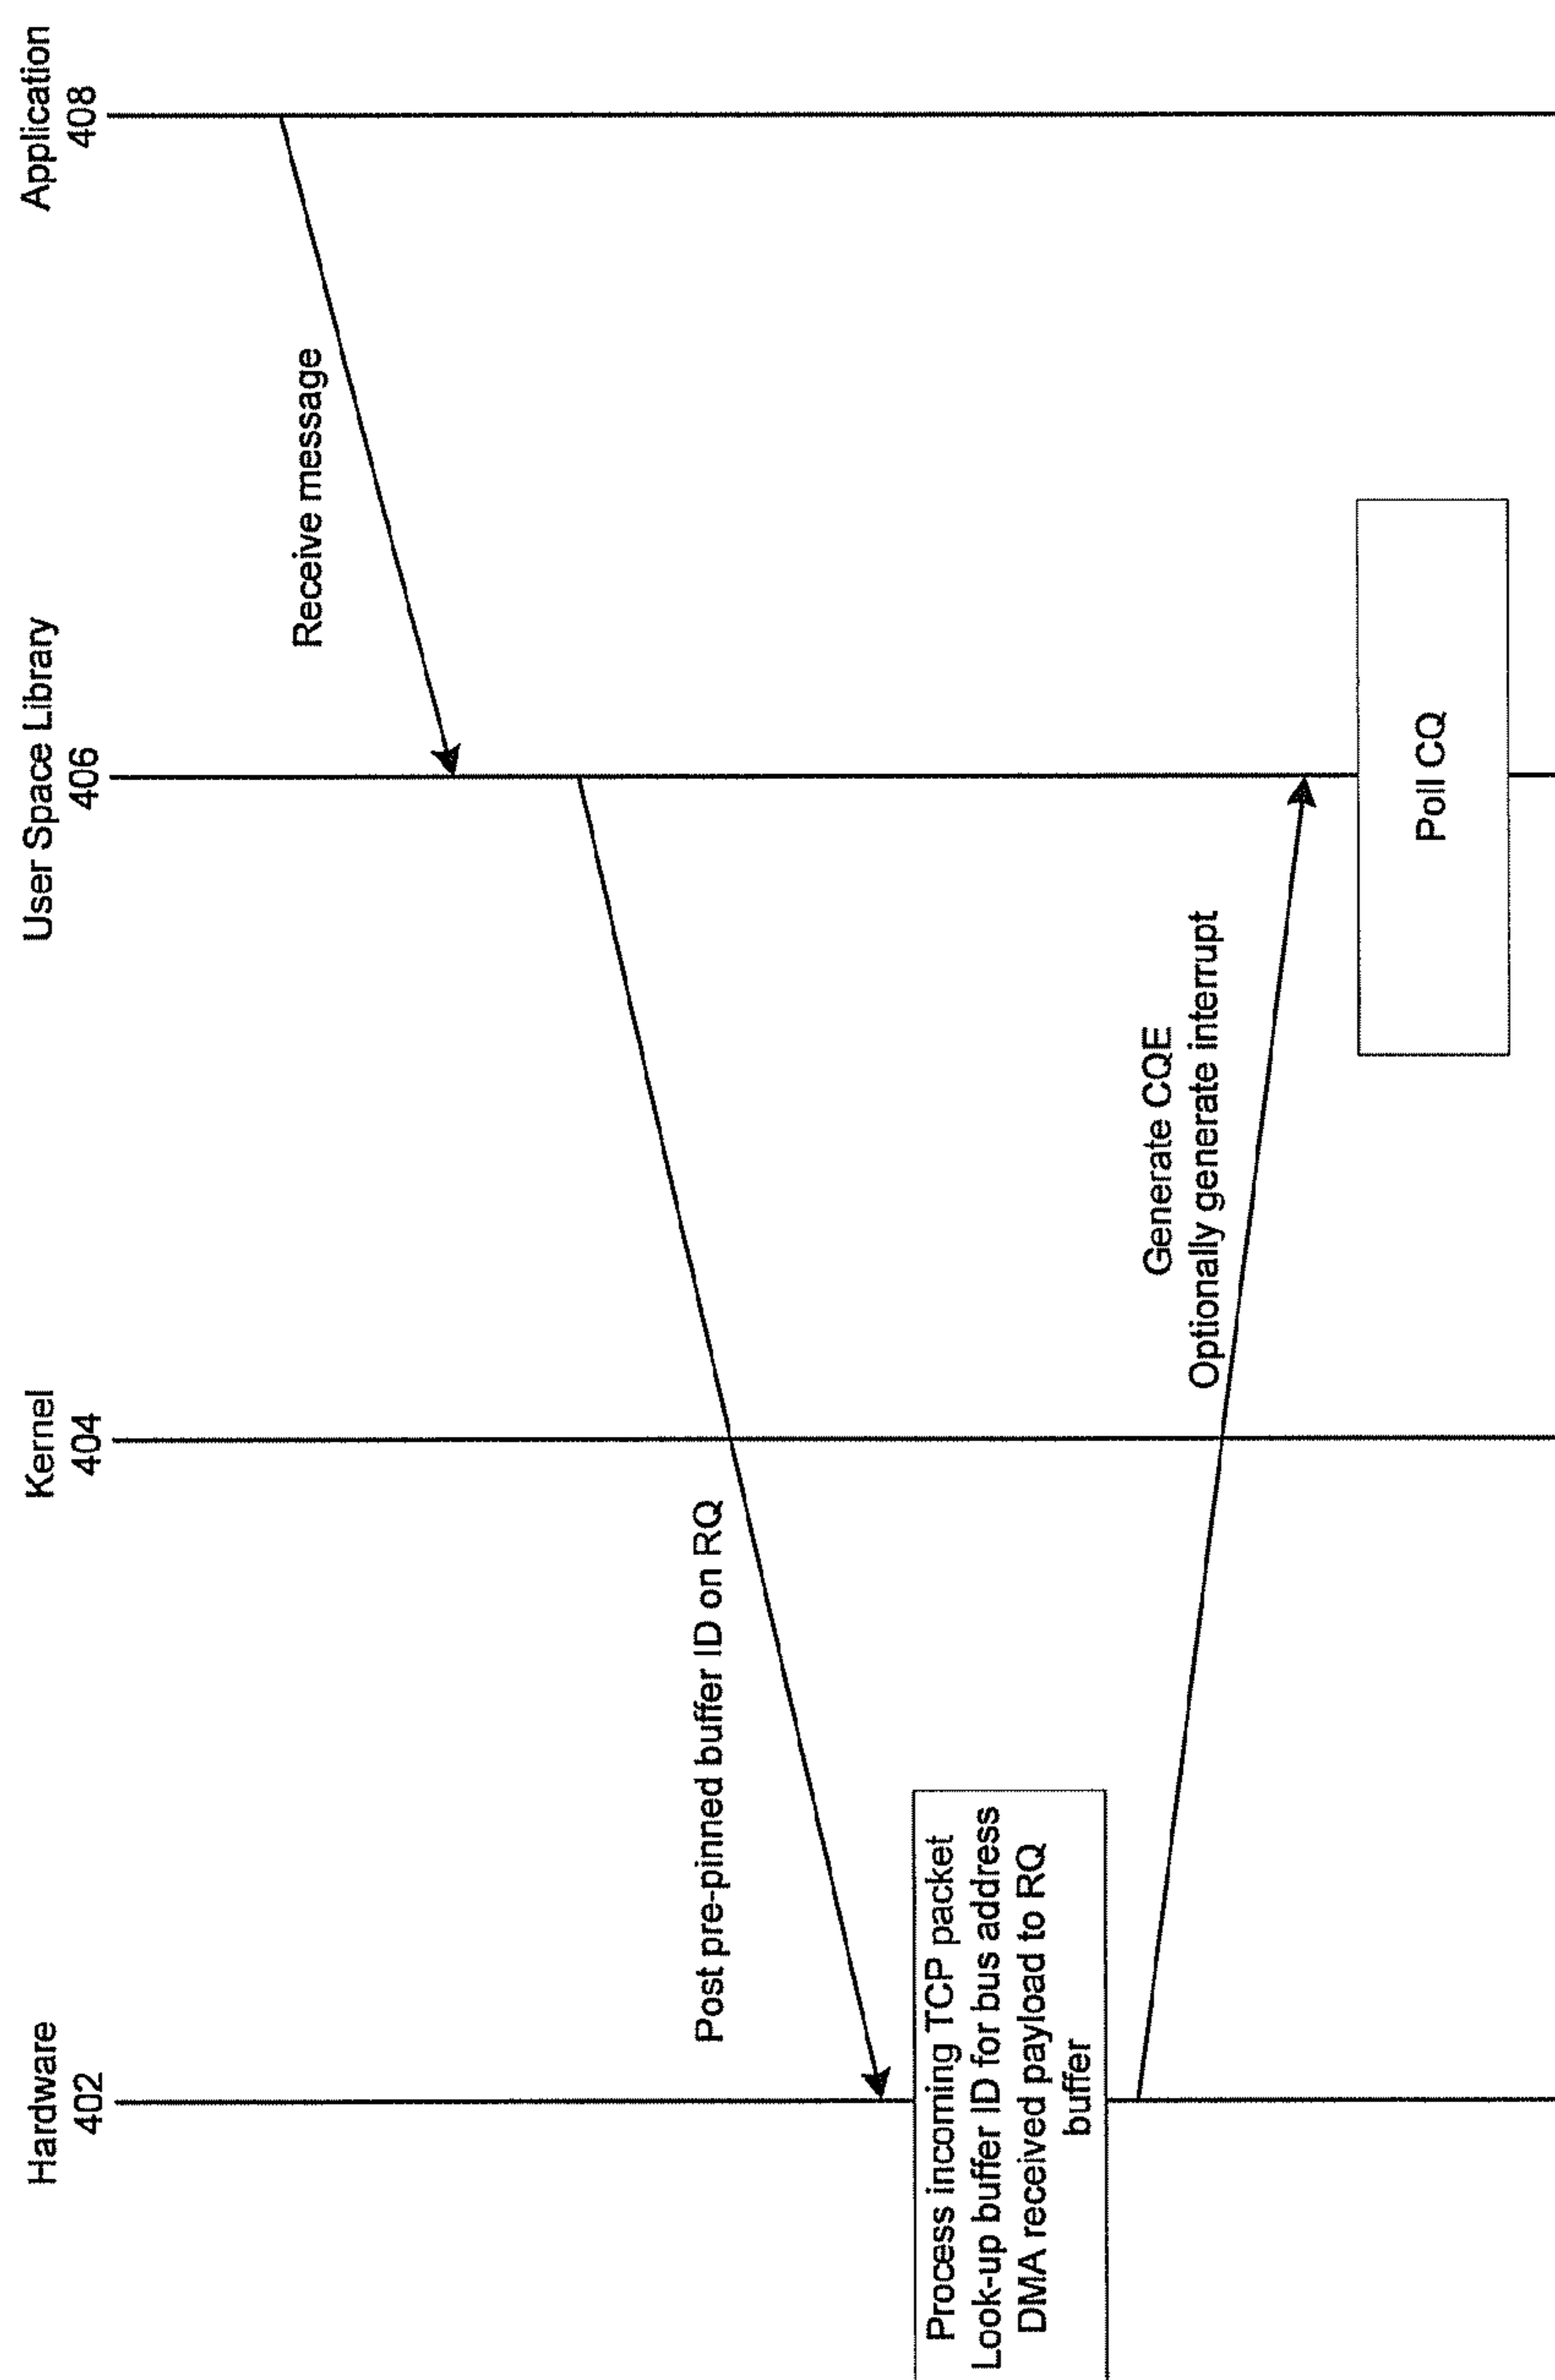 Hardware
402
Kernel
404
User Space Library
406
Application
408
Receive message
Post pre-pinned buffer ID on RQ
Process incoming TCP packet
Look-up buffer ID for bus address
DMA received payload to RQ
buffer
Generate CQE
Optionally generate interrupt
Poll CQ